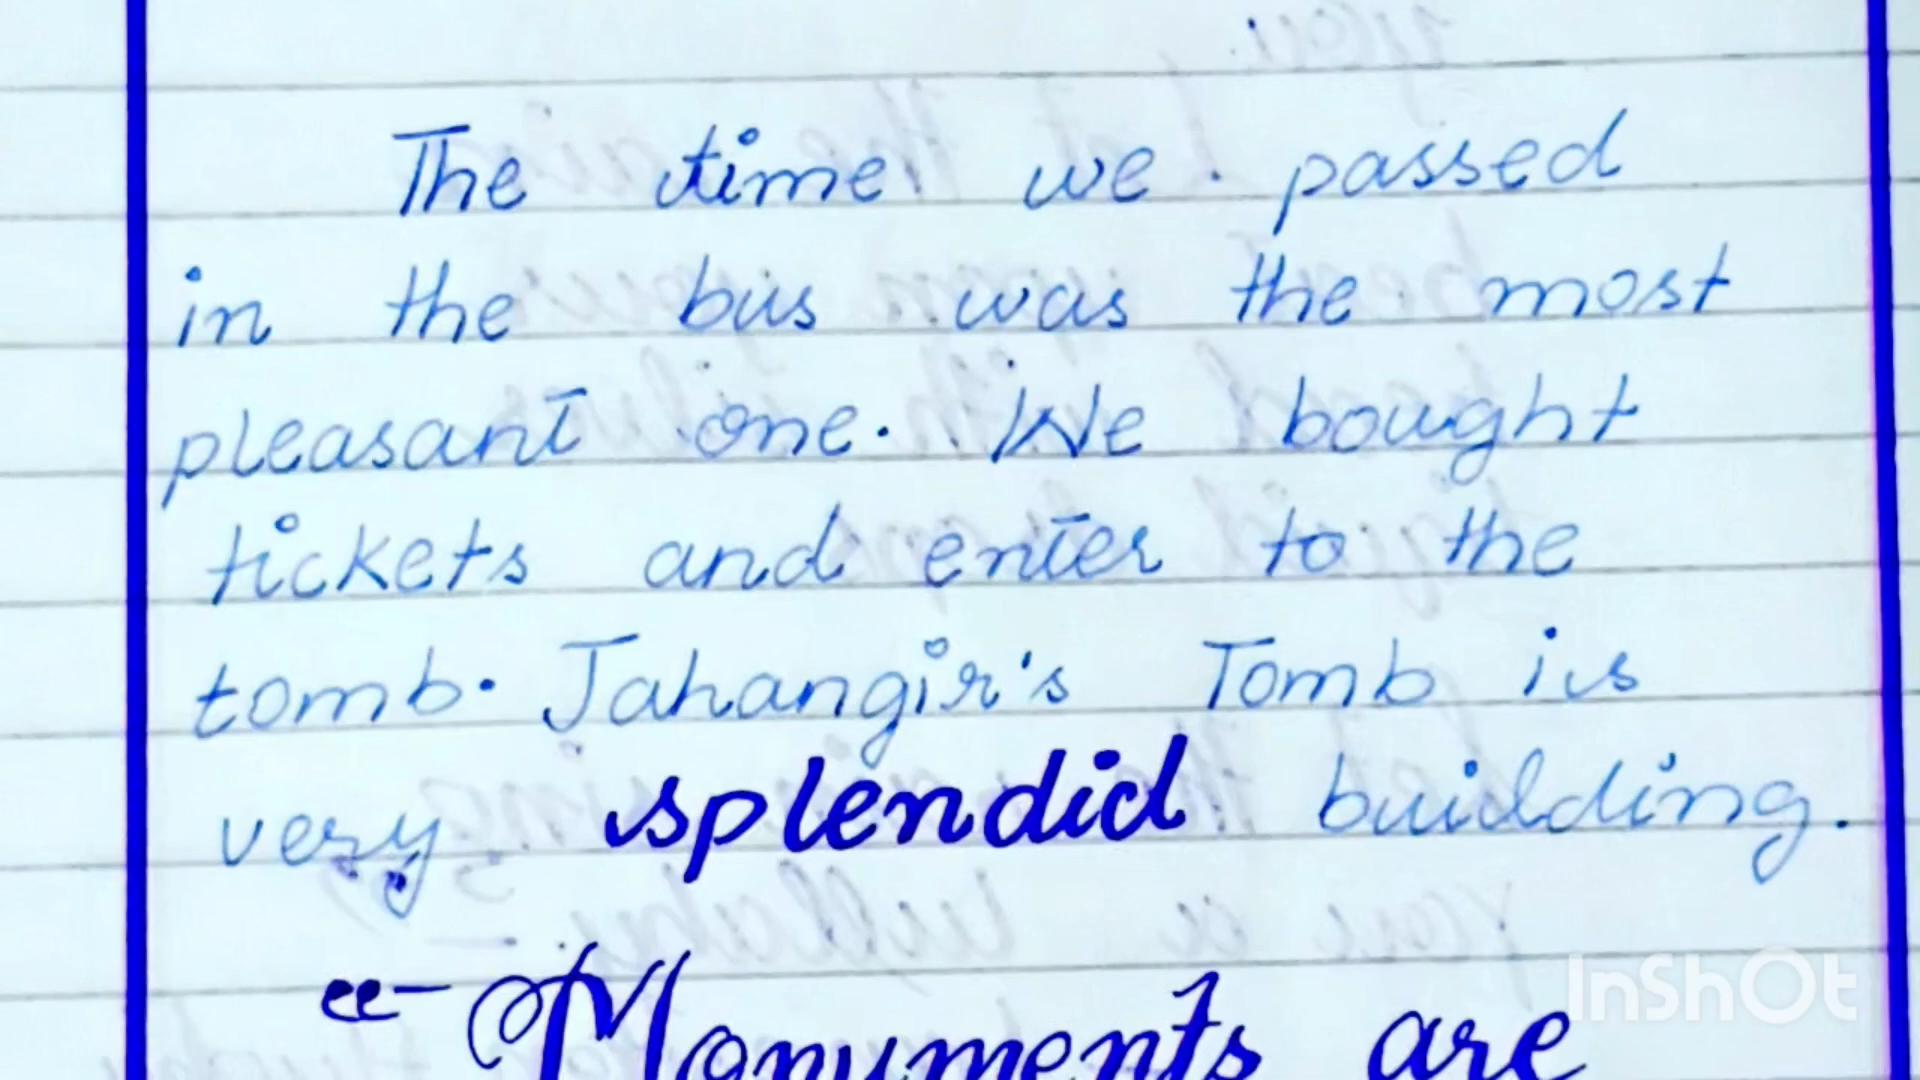 The time we passed
in the bus was the most
pleasant one. We bought
tickets and enter to the
tomb. Jahangir's Tomb is
very splendid building.
“- Monuments are
InShOt